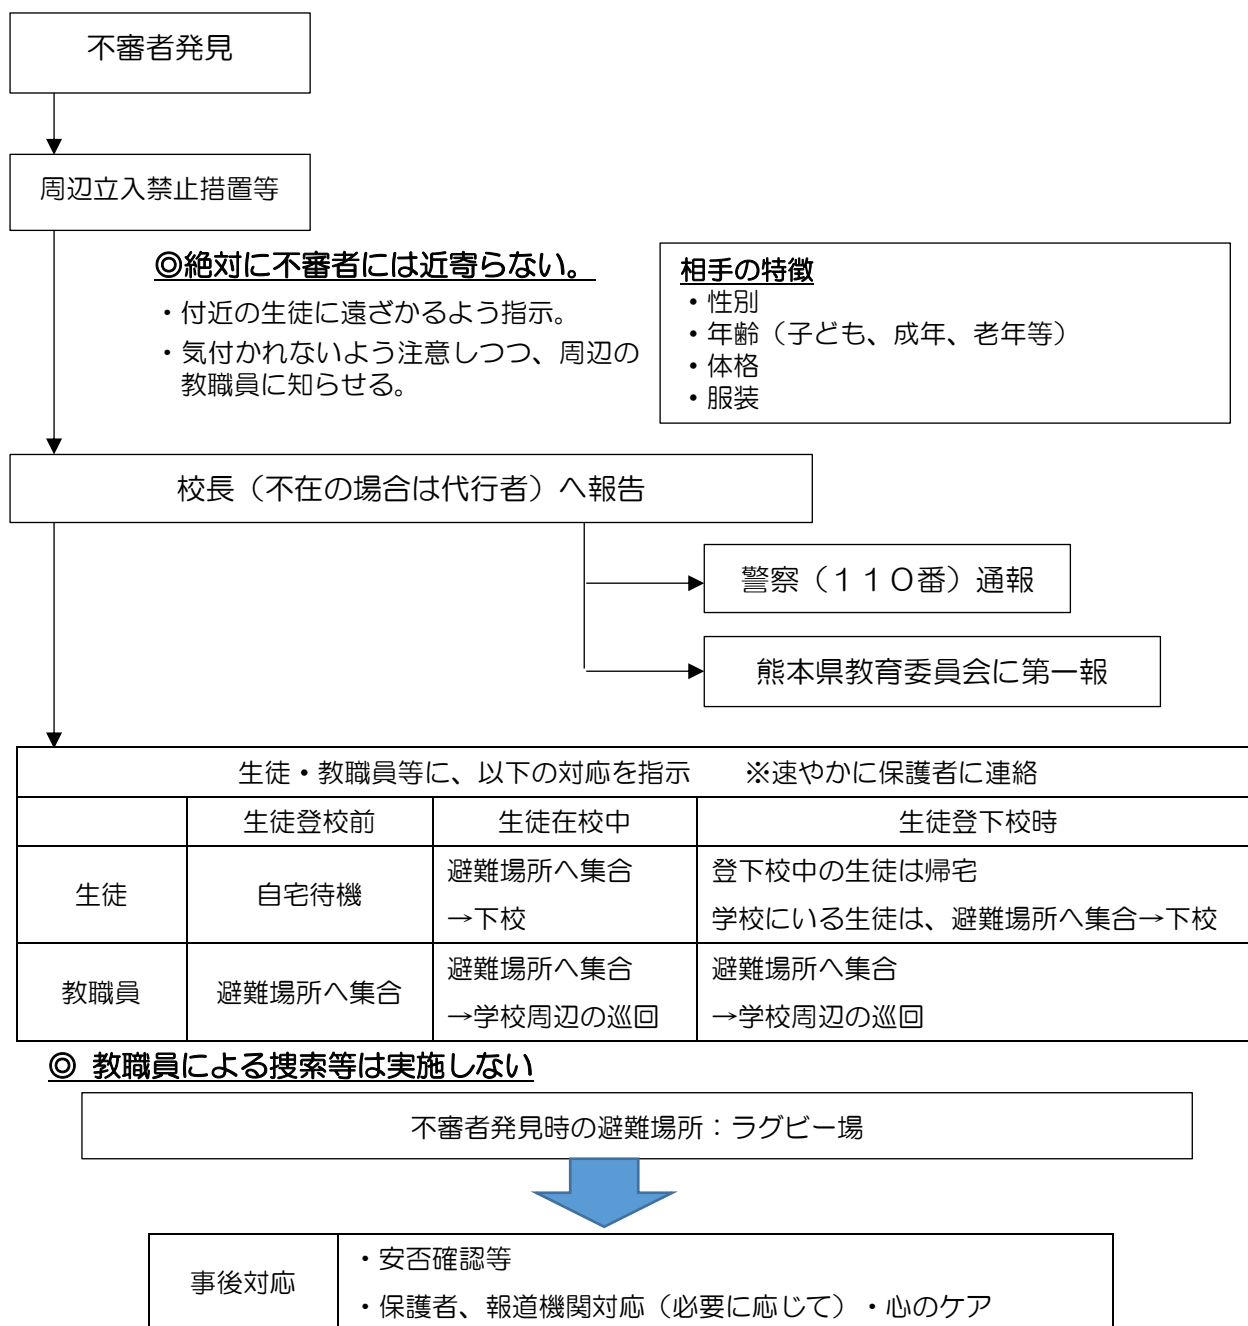 不審者発見
周辺立入禁止措置等
◎絶対に不審者には近寄らない。
・付近の生徒に遠ざかるよう指示。
・気付かれないよう注意しつつ、周辺の
教職員に知らせる。
相手の特徴
・性別
・年齢（子ども、成年、老年等）
・体格
・服装
校長（不在の場合は代行者）へ報告
警察（１１０番）通報
熊本県教育委員会に第一報
生徒・教職員等に、以下の対応を指示　　※速やかに保護者に連絡
生徒登校前
生徒在校中
生徒登下校時
生徒
自宅待機
避難場所へ集合
→下校
登下校中の生徒は帰宅
学校にいる生徒は、避難場所へ集合→下校
教職員
避難場所へ集合
避難場所へ集合
→学校周辺の巡回
避難場所へ集合
→学校周辺の巡回
◎ 教職員による捜索等は実施しない
不審者発見時の避難場所：ラグビー場
事後対応
・安否確認等
・保護者、報道機関対応（必要に応じて）・心のケア